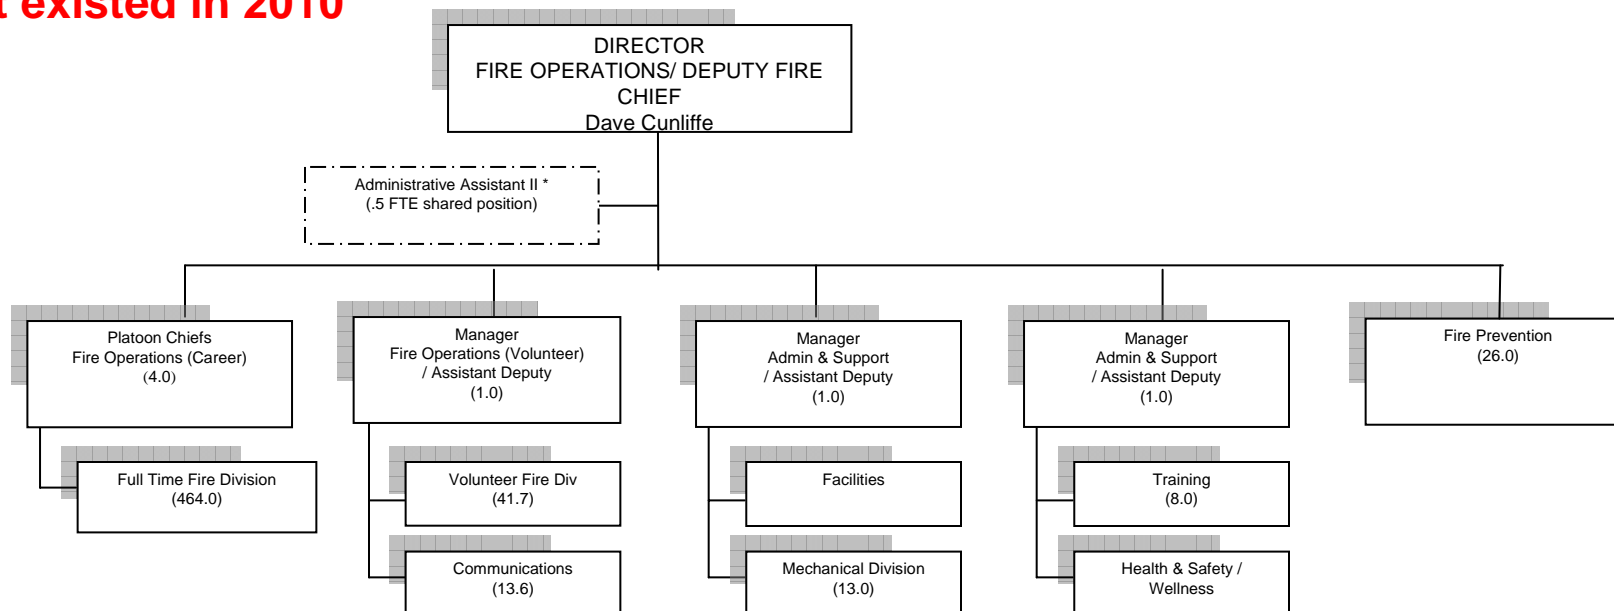 existed in 2010
DIRECTOR
FIRE OPERATIONS/ DEPUTY FIRE
CHIEF
Dave Cunliffe
Administrative Assistant II *
(.5 FTE shared position)
Platoon Chiefs
Fire Operations (Career)
(4.0)
Manager
Fire Operations (Volunteer)
/ Assistant Deputy
(1.0)
Manager
Admin & Support
/ Assistant Deputy
(1.0)
Manager
Admin & Support
/ Assistant Deputy
(1.0)
Fire Prevention
(26.0)
Full Time Fire Division
(464.0)
Volunteer Fire Div
(41.7)
Facilities
Training
(8.0)
Communications
(13.6)
Mechanical Division
(13.0)
Health & Safety /
Wellness